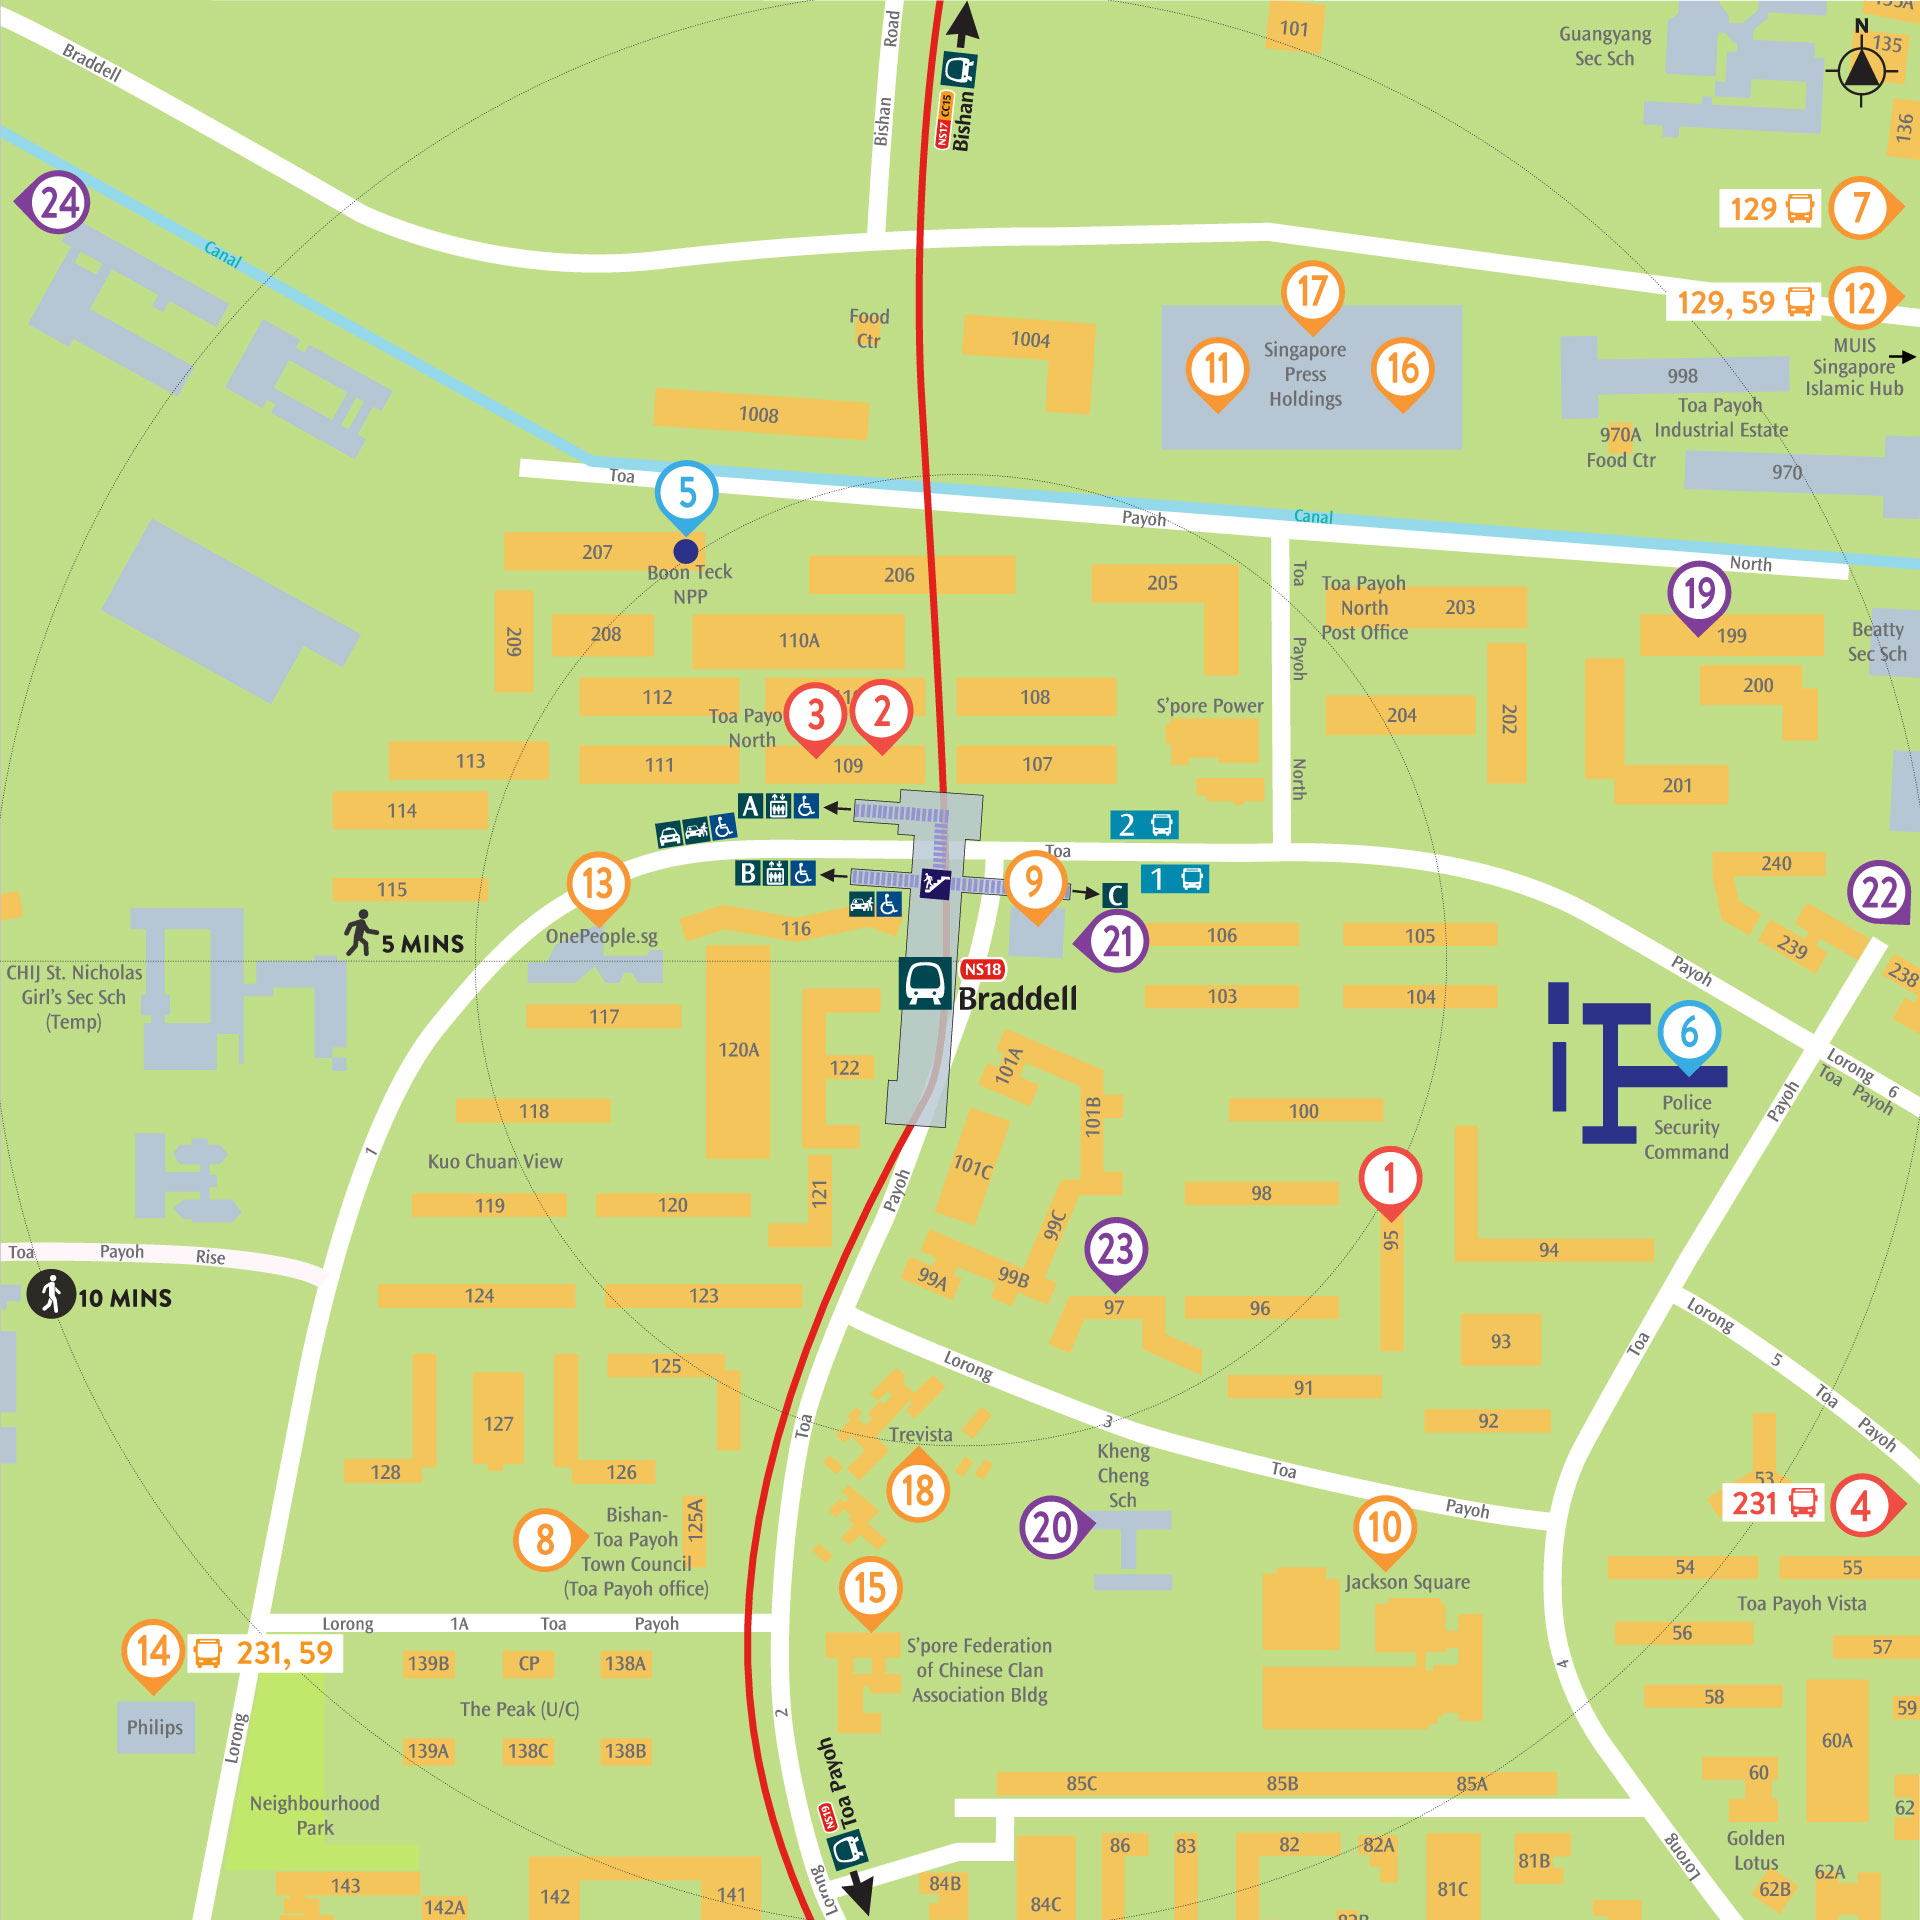 Braddell
Road
Bishan
NS17 CC15
Bishan
101
Guangyang
Sec Sch
N
135A
135
136
24
Canal
129
7
129, 59
12
MUIS
Singapore
Islamic Hub
17
11
16
Singapore
Press
Holdings
998
Toa Payoh
Industrial Estate
970A
Food Ctr
970
Food
Ctr
1004
1008
Toa
Payoh
Canal
North
5
207
Boon Teck
NPP
206
205
Toa
Payoh
North
Toa Payoh
North
Post Office
203
19
199
Beatty
Sec Sch
209
208
110A
112
108
200
204
202
201
Toa Payo
North
3
2
S'pore Power
113
111
109
107
114
A
2
Toa
115
B
13
9
1
C
240
22
239
238
5 MINS
OnePeople.sg
116
21
106
105
Payoh
CHIJ St. Nicholas
Girl's Sec Sch
(Temp)
NS18
Braddell
103
104
117
120A
122
101A
101B
101C
6
Police
Security
Command
Lorong 6
Toa Payoh
Payoh
118
100
1
Kuo Chuan View
121
Payoh
98
1
95
94
119
120
99C
23
99A
99B
97
96
Toa Payoh Rise
10 MINS
124
123
93
Lorong
5
Toa
Payoh
Toa
Lorong
3
Toa
Payoh
125
91
92
127
Toa
Trevista
18
Kheng
Cheng
Sch
20
128
126
125A
8
Bishan-
Toa Payoh
Town Council
(Toa Payoh office)
10
Jackson Square
53
231
4
54
55
Toa Payoh Vista
15
S'pore Federation
of Chinese Clan
Association Bldg
Lorong 1A Toa Payoh
14
231, 59
Philips
139B
CP
138A
The Peak (U/C)
139A
138C
138B
Lorong
2
56
57
4
58
59
60A
60
62
Neighbourhood
Park
Toa Payoh
NS19
85C
85B
85A
Golden
Lotus
62A
62B
Lorong
Lorong
143
142A
142
141
84B
84C
86
83
82
82A
81C
81B